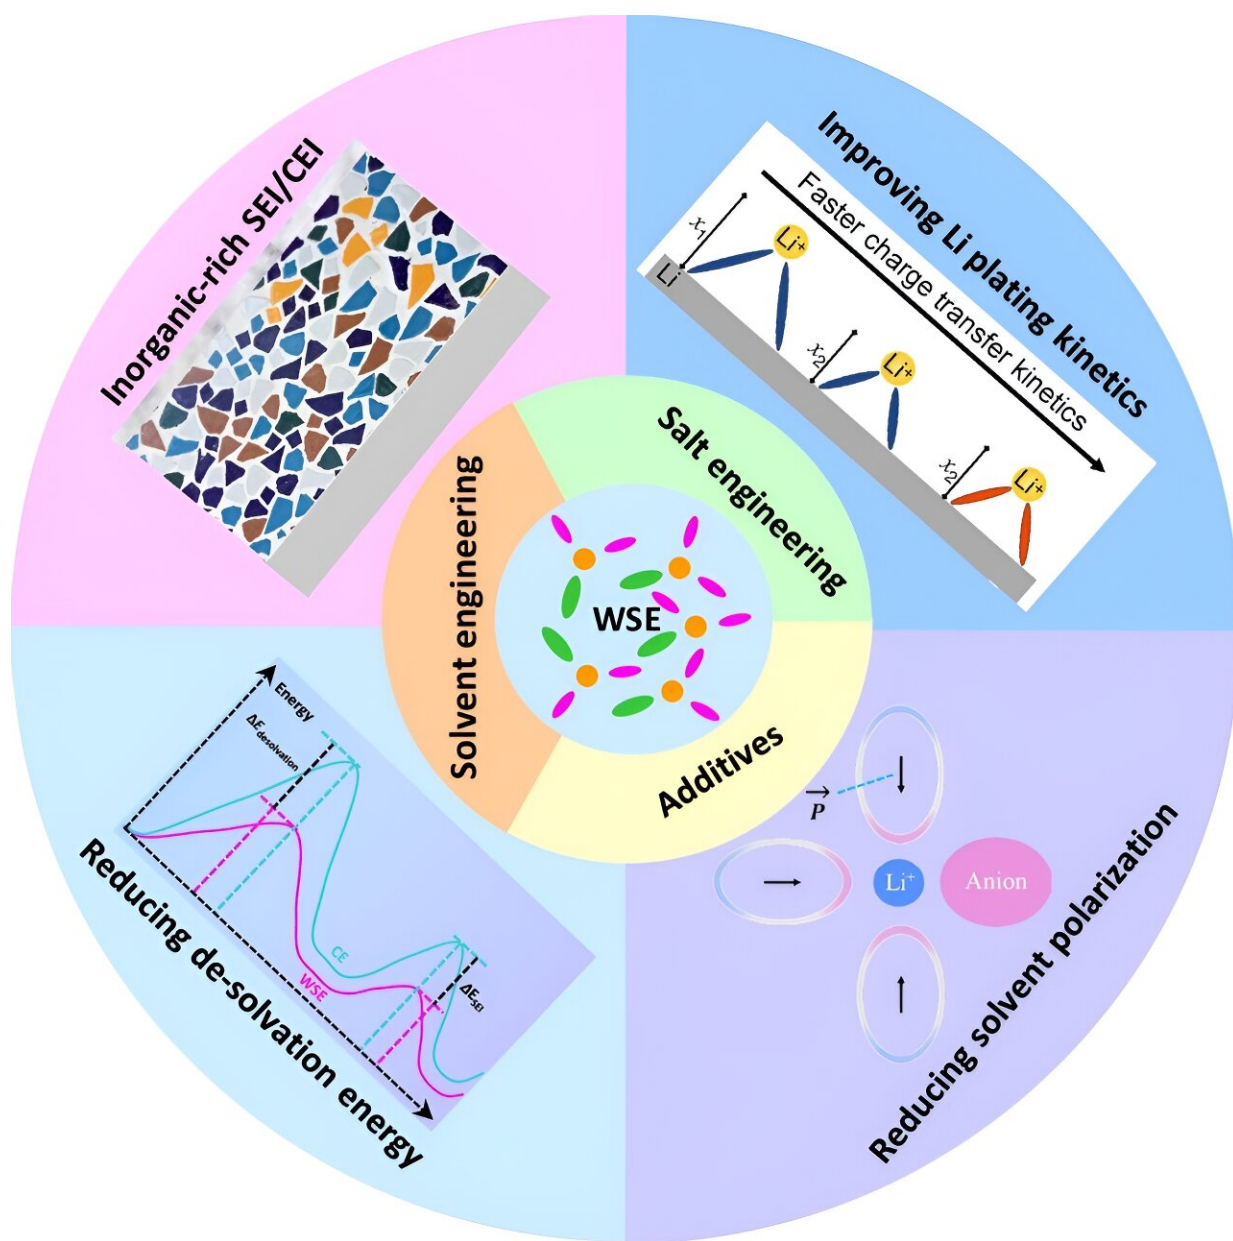 Inorganic-rich SEI/CEI
Improving Li plating kinetics
Faster charge transfer kinetics
x₁
Li⁺
Li
x₂
Li⁺
x₂
Li⁺
Salt engineering
Solvent engineering
WSE
Additives
Energy
ΔE desolvation
CE
WSE
ΔE SEI
Reducing de-solvation energy
P⃗
Li⁺
Anion
Reducing solvent polarization